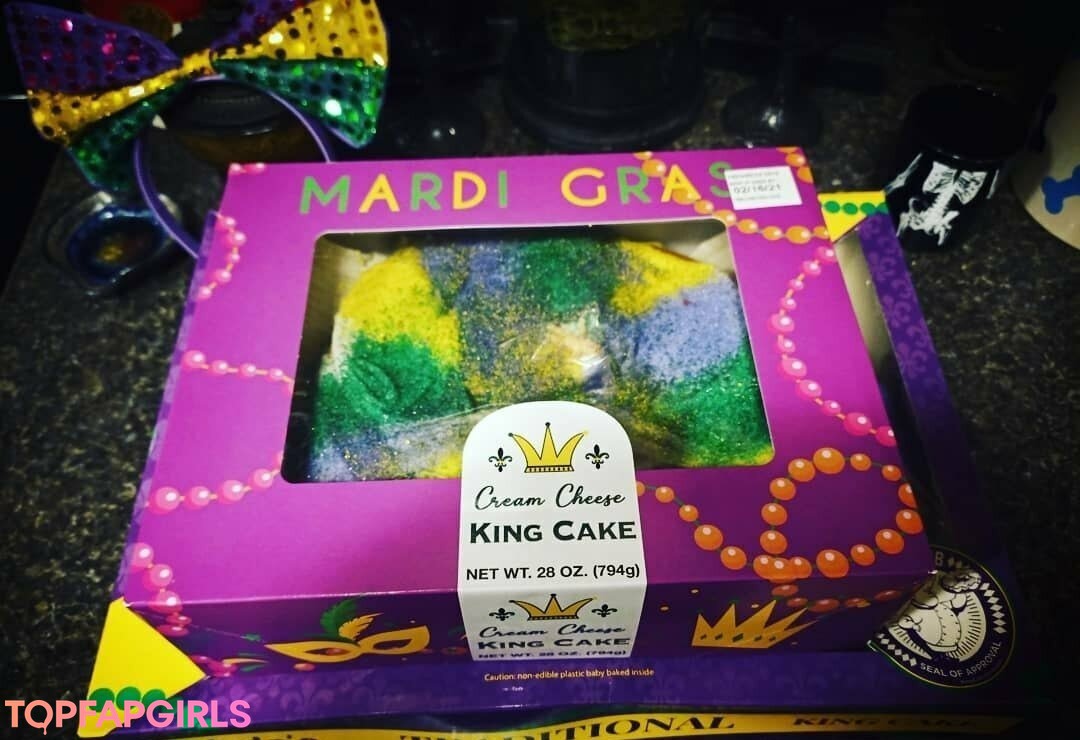 MARDI GRAS
02/16/21
Cream Cheese
KING CAKE
NET WT. 28 OZ. (794g)
Cream Cheese
KING CAKE
NET WT. 28 OZ. (794g)
Caution: non-edible plastic baby baked inside
SEAL OF APPROVAL
TOPFAPGIRLS
TRADITIONAL
KING CAKE